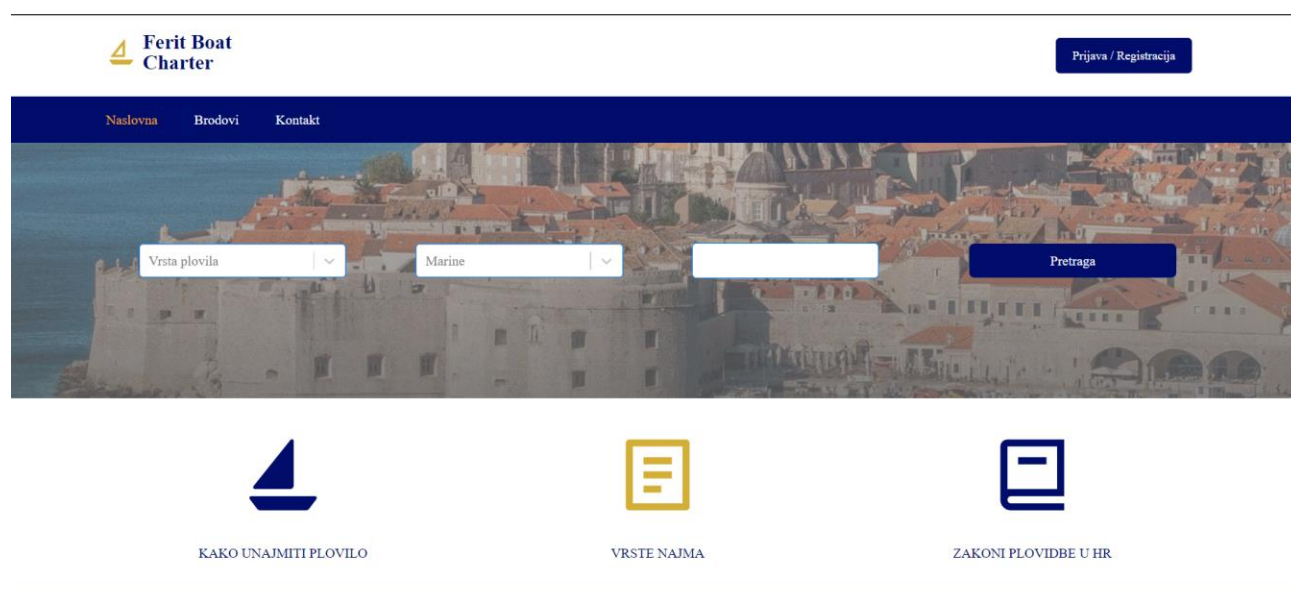 Ferit Boat
Charter
Prijava / Registracija
Naslovna Brodovi Kontakt
Vrsta plovila Marine Pretraga
KAKO UNAJMITI PLOVILO VRSTE NAJMA ZAKONI PLOVIDBE U HR